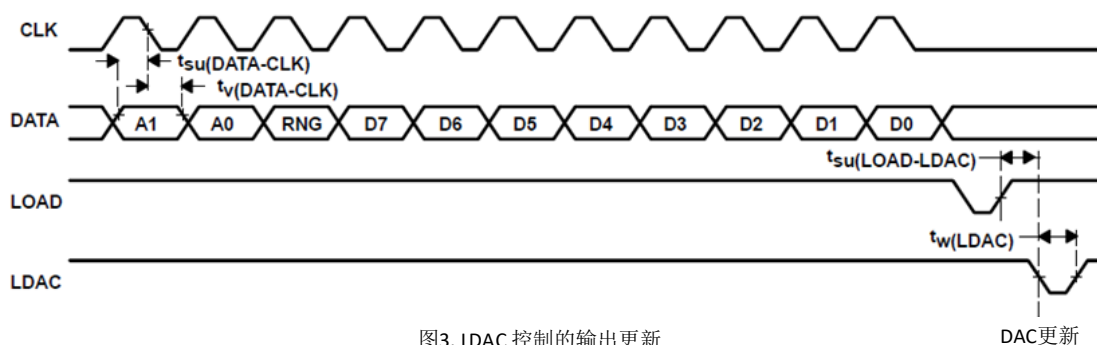 CLK
tsu(DATA-CLK)
tv(DATA-CLK)
DATA
A1 A0 RNG D7 D6 D5 D4 D3 D2 D1 D0
tsu(LOAD-LDAC)
LOAD
tw(LDAC)
LDAC
图3. LDAC 控制的输出更新
DAC更新